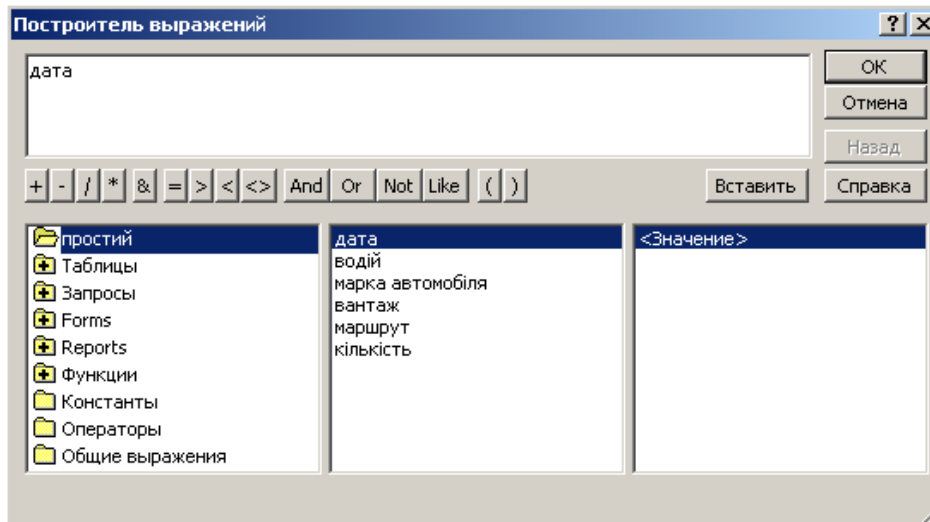 Построитель выражений
дата
ОК
Отмена
Назад
+ - / * & = > < <> And Or Not Like ( ) Вставить Справка
простий
Таблицы
Запросы
Forms
Reports
Функции
Константы
Операторы
Общие выражения
дата
водій
марка автомобіля
вантаж
маршрут
кількість
<Значение>